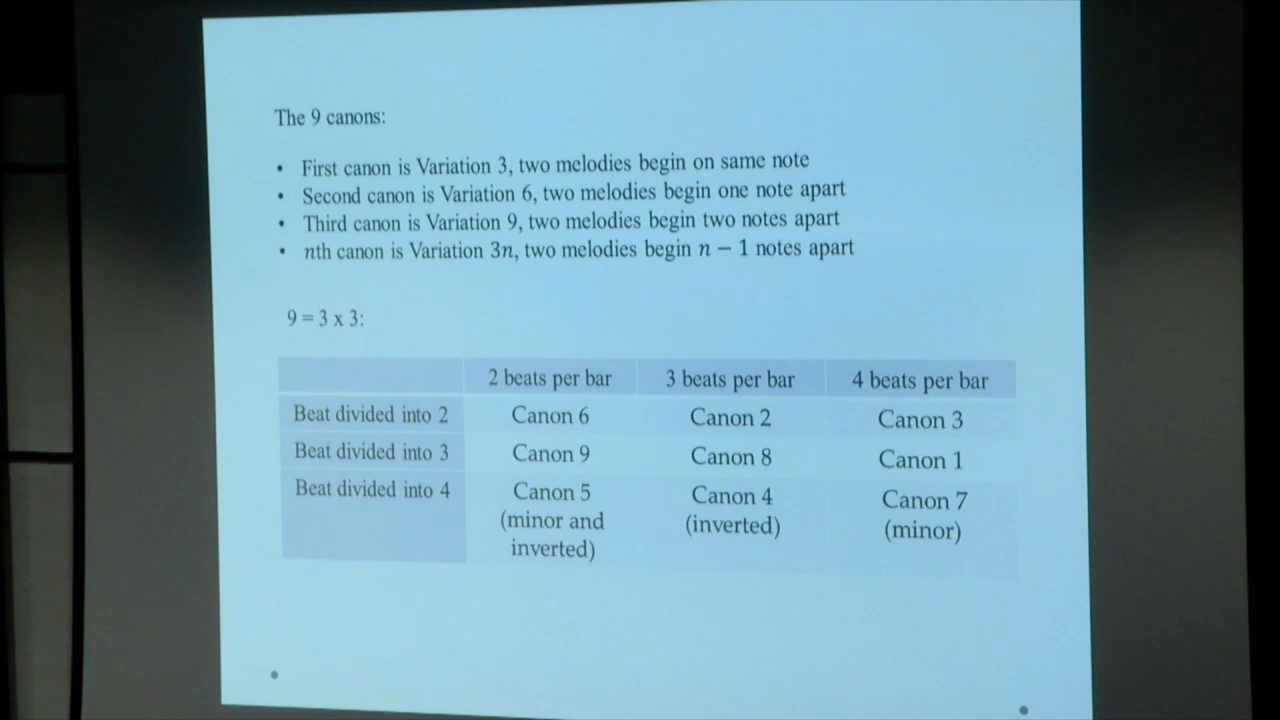 The 9 canons:
• First canon is Variation 3, two melodies begin on same note
• Second canon is Variation 6, two melodies begin one note apart
• Third canon is Variation 9, two melodies begin two notes apart
• nth canon is Variation 3n, two melodies begin n − 1 notes apart
9 = 3 x 3:
2 beats per bar 3 beats per bar 4 beats per bar
Beat divided into 2 Canon 6 Canon 2 Canon 3
Beat divided into 3 Canon 9 Canon 8 Canon 1
Beat divided into 4 Canon 5 Canon 4 Canon 7
(minor and (inverted) (minor)
inverted)